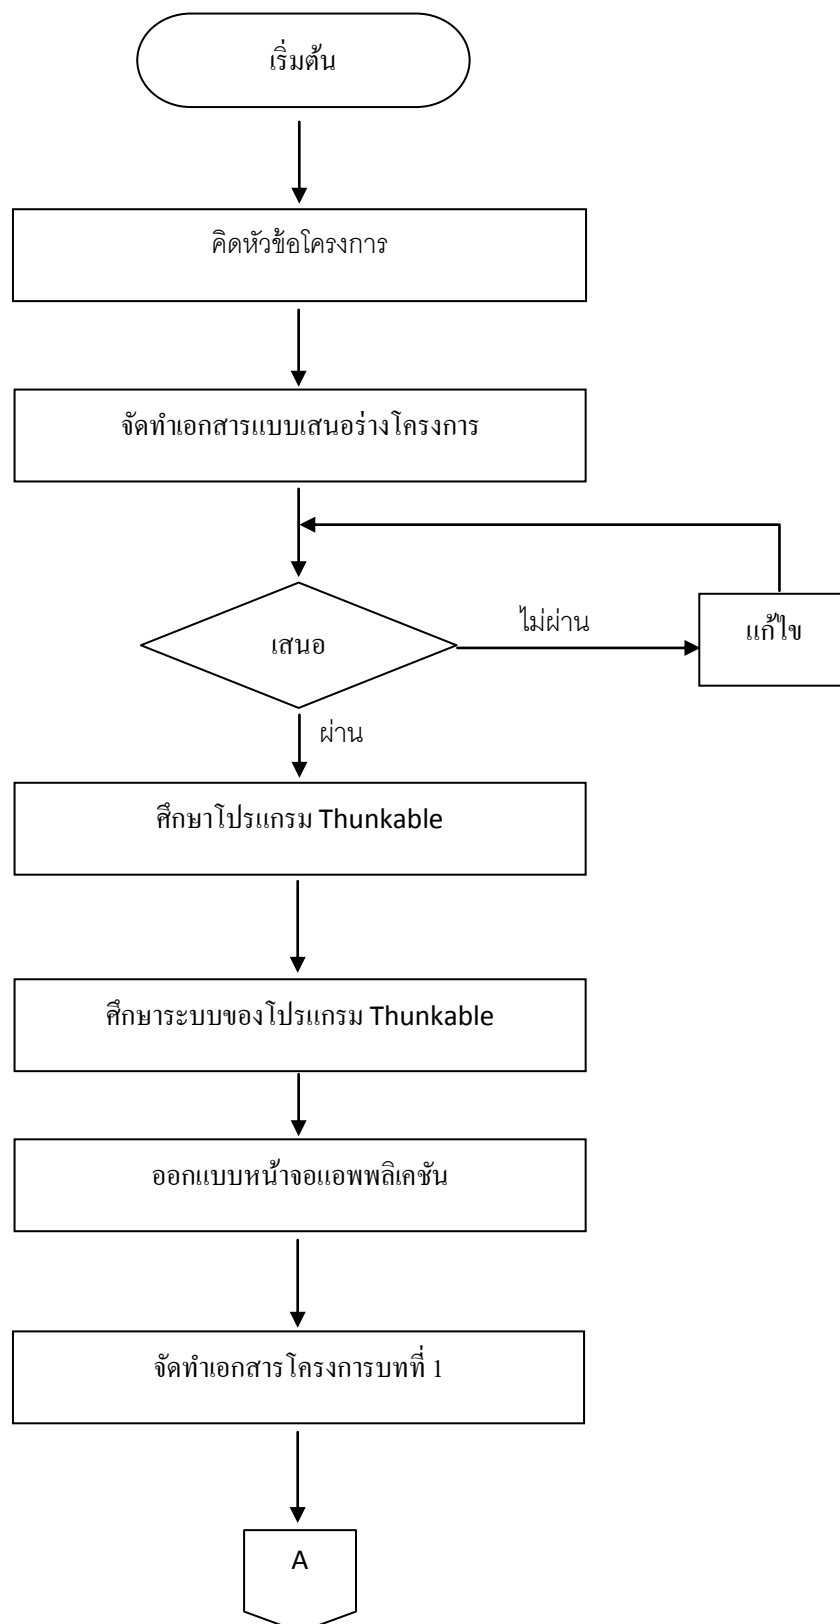 เริ่มต้น
คิดหัวข้อโครงการ
จัดทำเอกสารแบบเสนอร่างโครงการ
เสนอ
ไม่ผ่าน
แก้ไข
ผ่าน
ศึกษาโปรแกรม Thunkable
ศึกษาระบบของโปรแกรม Thunkable
ออกแบบหน้าจอแอพพลิเคชัน
จัดทำเอกสารโครงการบทที่ 1
A